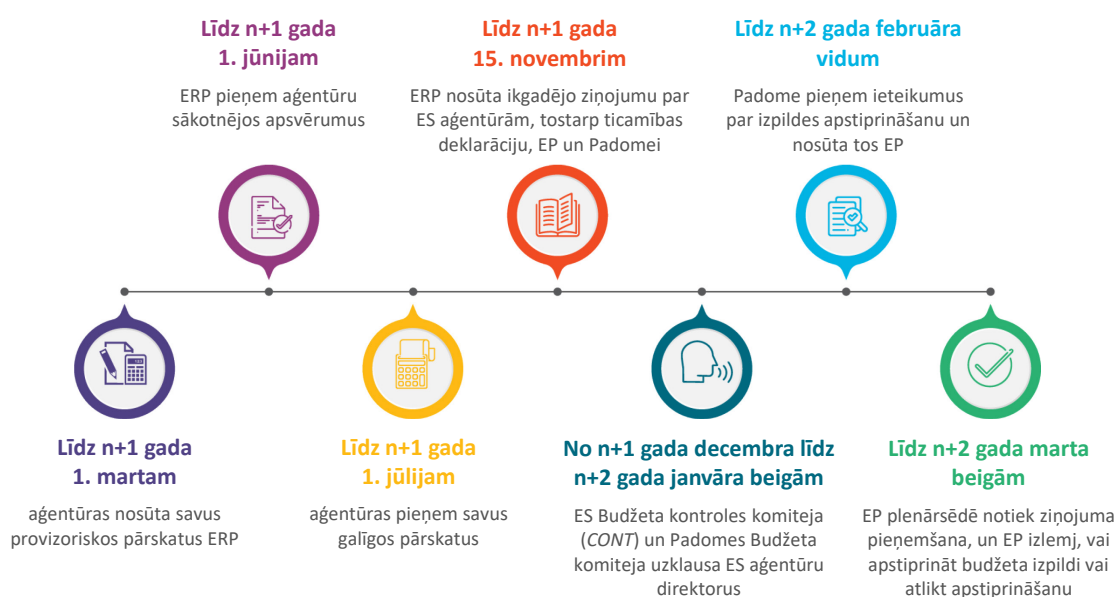 Līdz n+1 gada
1. jūnijam
ERP pieņem aģentūru
sākotnējos apsvērumus
Līdz n+1 gada
15. novembrim
ERP nosūta ikgadējo ziņojumu par
ES aģentūrām, tostarp ticamības
deklarāciju, EP un Padomei
Līdz n+2 gada februāra
vidum
Padome pieņem ieteikumus
par izpildes apstiprināšanu un
nosūta tos EP
Līdz n+1 gada
1. martam
aģentūras nosūta savus
provizoriskos pārskatus ERP
Līdz n+1 gada
1. jūlijam
aģentūras pieņem savus
galīgos pārskatus
No n+1 gada decembra līdz
n+2 gada janvāra beigām
ES Budžeta kontroles komiteja
(CONT) un Padomes Budžeta
komiteja uzklausa ES aģentūru
direktorus
Līdz n+2 gada marta
beigām
EP plenārsēdē notiek ziņojuma
pieņemšana, un EP izlemj, vai
apstiprināt budžeta izpildi vai
atlikt apstiprināšanu